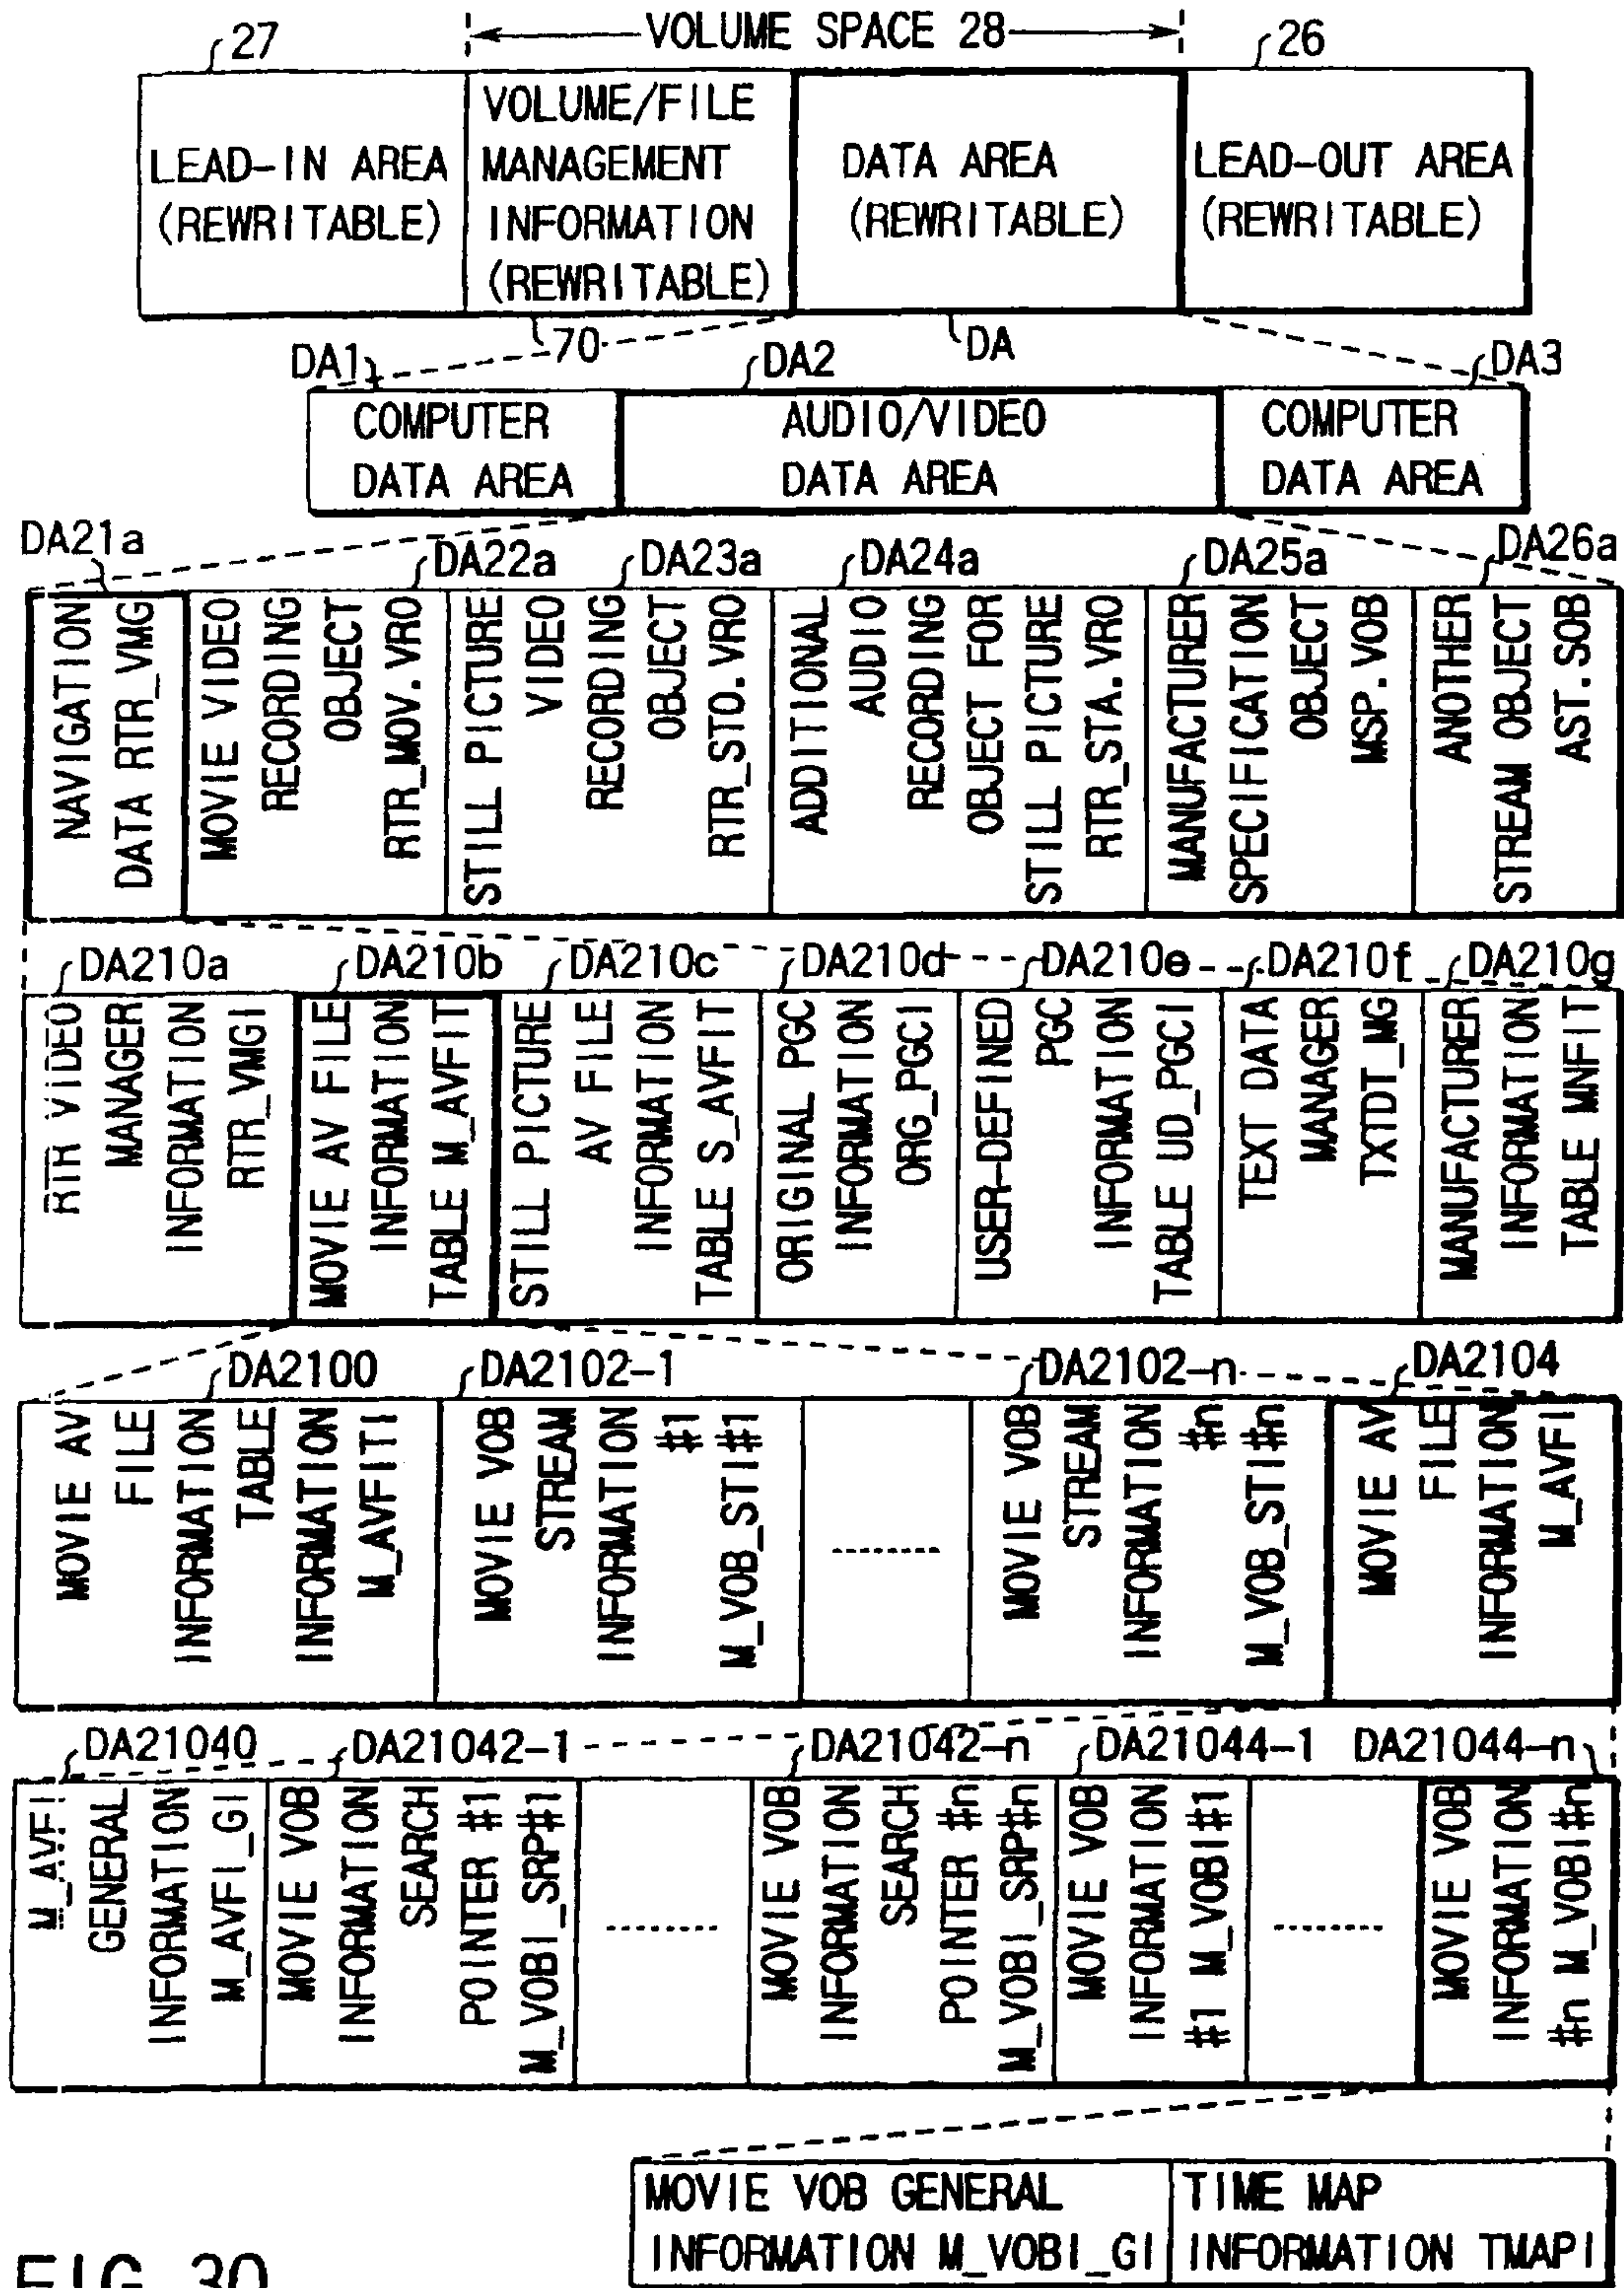 27
VOLUME SPACE 28
26
LEAD-IN AREA
(REWRITABLE)
VOLUME/FILE
MANAGEMENT
INFORMATION
(REWRITABLE)
DATA AREA
(REWRITABLE)
LEAD-OUT AREA
(REWRITABLE)
70
DA
DA1
DA2
DA3
COMPUTER
DATA AREA
AUDIO/VIDEO
DATA AREA
COMPUTER
DATA AREA
DA21a
DA22a
DA23a
DA24a
DA25a
DA26a
NAVIGATION
DATA RTR_VMG
MOVIE VIDEO
RECORDING
OBJECT
RTR_MOV.VRO
STILL PICTURE
VIDEO
RECORDING
OBJECT
RTR_STO.VRO
ADDITIONAL
AUDIO
RECORDING
OBJECT FOR
STILL PICTURE
RTR_STA.VRO
MANUFACTURER
SPECIFICATION
OBJECT
MSP.VOB
ANOTHER
STREAM OBJECT
AST.SOB
DA210a
DA210b
DA210c
DA210d
DA210e
DA210f
DA210g
RTR VIDEO
MANAGER
INFORMATION
RTR_VMGI
MOVIE AV FILE
INFORMATION
TABLE M_AVFIT
STILL PICTURE
AV FILE
INFORMATION
TABLE S_AVFIT
ORIGINAL PGC
INFORMATION
ORG_PGCI
USER-DEFINED
PGC
INFORMATION
TABLE UD_PGCI
TEXT DATA
MANAGER
TXTDT_MG
MANUFACTURER
INFORMATION
TABLE MNFIT
DA2100
DA2102-1
DA2102-n
DA2104
MOVIE AV
FILE
INFORMATION
TABLE
INFORMATION
M_AVFITI
MOVIE VOB
STREAM
INFORMATION
#1
M_VOB_STI#1
MOVIE VOB
STREAM
INFORMATION
#n
M_VOB_STI#n
MOVIE AV
FILE
INFORMATION
M_AVFI
DA21040
DA21042-1
DA21042-n
DA21044-1
DA21044-n
M_AVFI
GENERAL
INFORMATION
M_AVFI_GI
MOVIE VOB
INFORMATION
SEARCH
POINTER #1
M_VOBI_SRP#1
MOVIE VOB
INFORMATION
SEARCH
POINTER #n
M_VOBI_SRP#n
MOVIE VOB
INFORMATION
#1 M_VOBI#1
MOVIE VOB
INFORMATION
#n M_VOBI#n
MOVIE VOB GENERAL
INFORMATION M_VOBI_GI
TIME MAP
INFORMATION TMAPI
FIG. 30